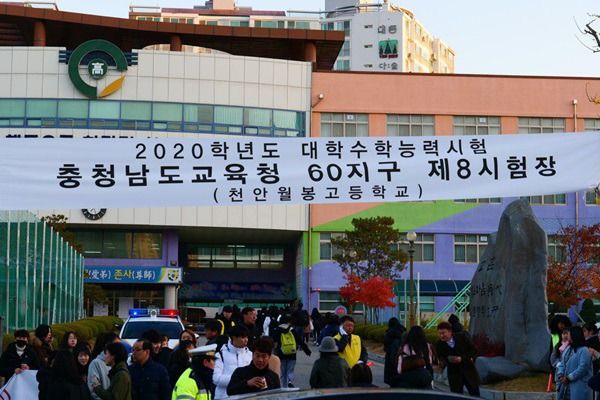 高
2020학년도 대학수학능력시험
충청남도교육청 60지구 제8시험장
(천안월봉고등학교)
존사(尊師)